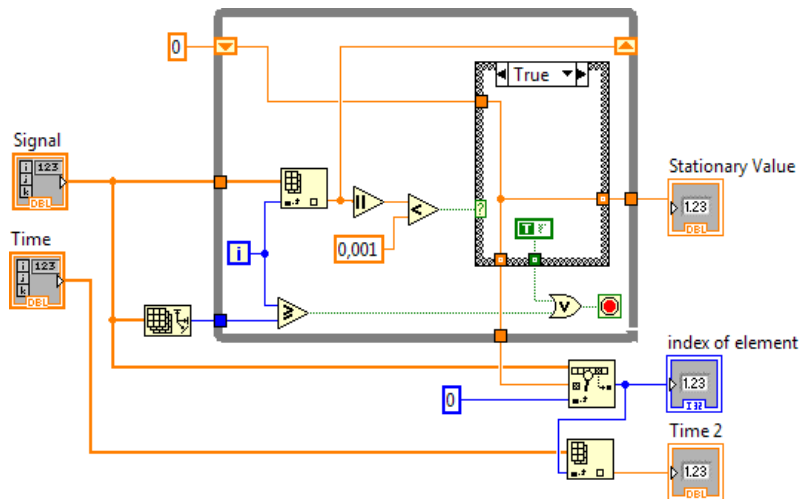 0
True
Signal
i
j
k
123
DBL
Stationary Value
1.23
DBL
Time
i
j
k
123
DBL
?
T F
0,001
i
V
index of element
1.23
I32
0
Time 2
1.23
DBL